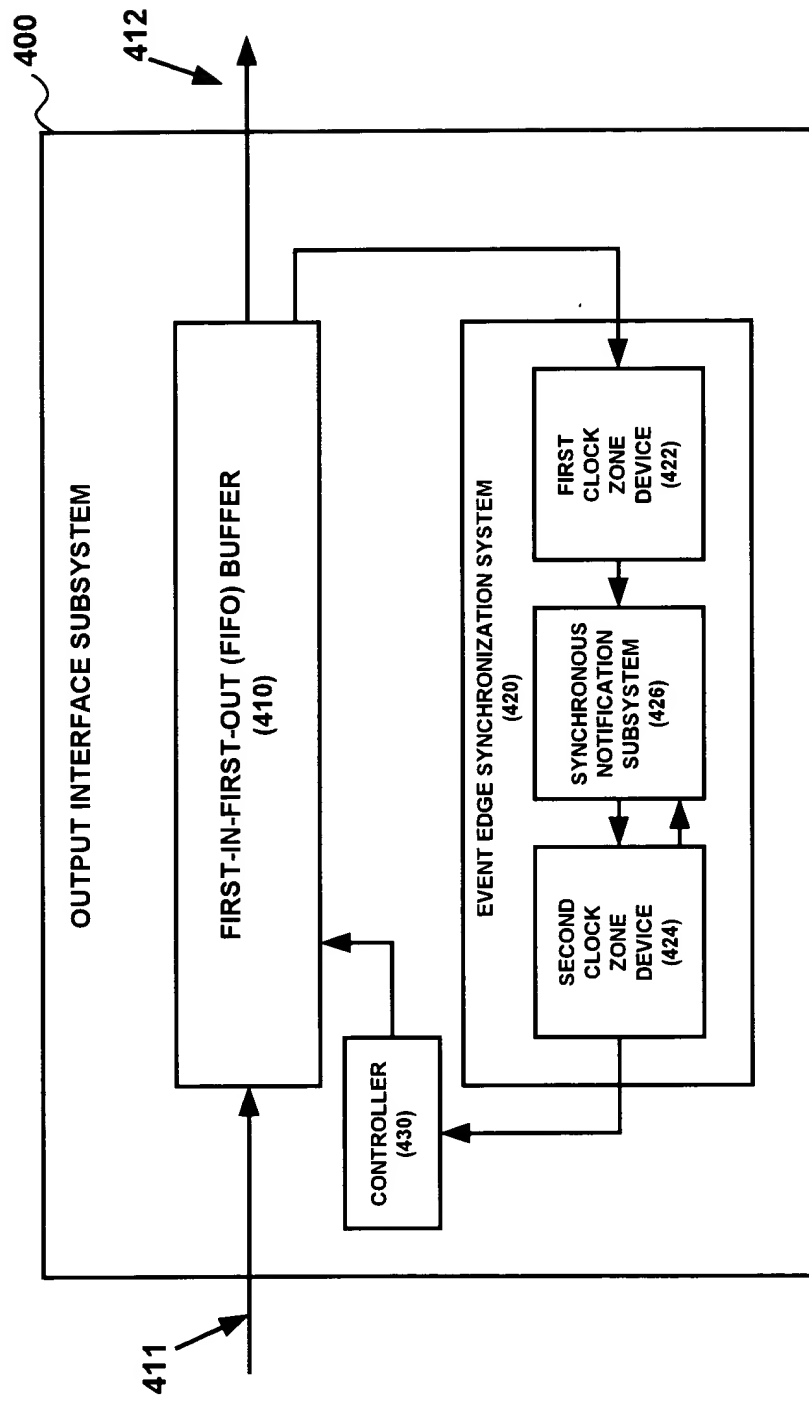 400
412
OUTPUT INTERFACE SUBSYSTEM
FIRST-IN-FIRST-OUT (FIFO) BUFFER
(410)
411
CONTROLLER
(430)
EVENT EDGE SYNCHRONIZATION SYSTEM
(420)
SECOND
CLOCK
ZONE
DEVICE
(424)
SYNCHRONOUS
NOTIFICATION
SUBSYSTEM
(426)
FIRST
CLOCK
ZONE
DEVICE
(422)